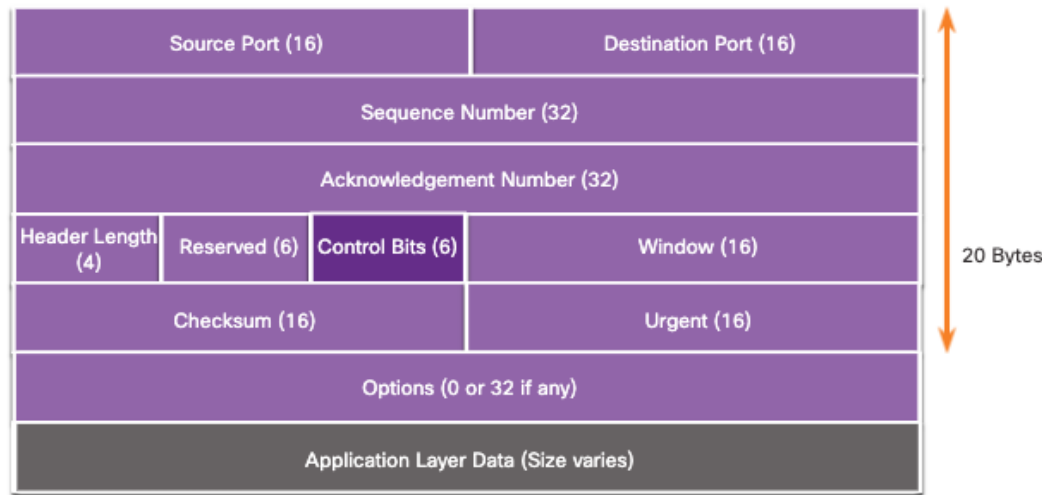 Source Port (16)
Destination Port (16)
Sequence Number (32)
Acknowledgement Number (32)
Header Length
(4)
Reserved (6)
Control Bits (6)
Window (16)
20 Bytes
Checksum (16)
Urgent (16)
Options (0 or 32 if any)
Application Layer Data (Size varies)